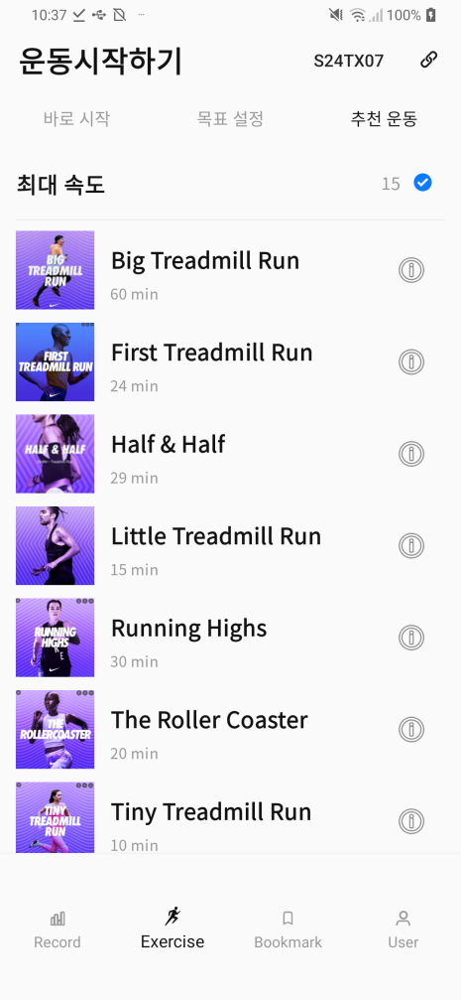 10:37
100%
운동시작하기
S24TX07
바로 시작
목표 설정
추천 운동
최대 속도
15
BIG
TREADMILL
RUN
Big Treadmill Run
60 min
FIRST
TREADMILL RUN
First Treadmill Run
24 min
HALF & HALF
Half & Half
29 min
Little Treadmill Run
15 min
RUNNING
HIGHS
Running Highs
30 min
THE
ROLLERCOASTER
The Roller Coaster
20 min
TINY
TREADMILL
RUN
Tiny Treadmill Run
10 min
Record
Exercise
Bookmark
User